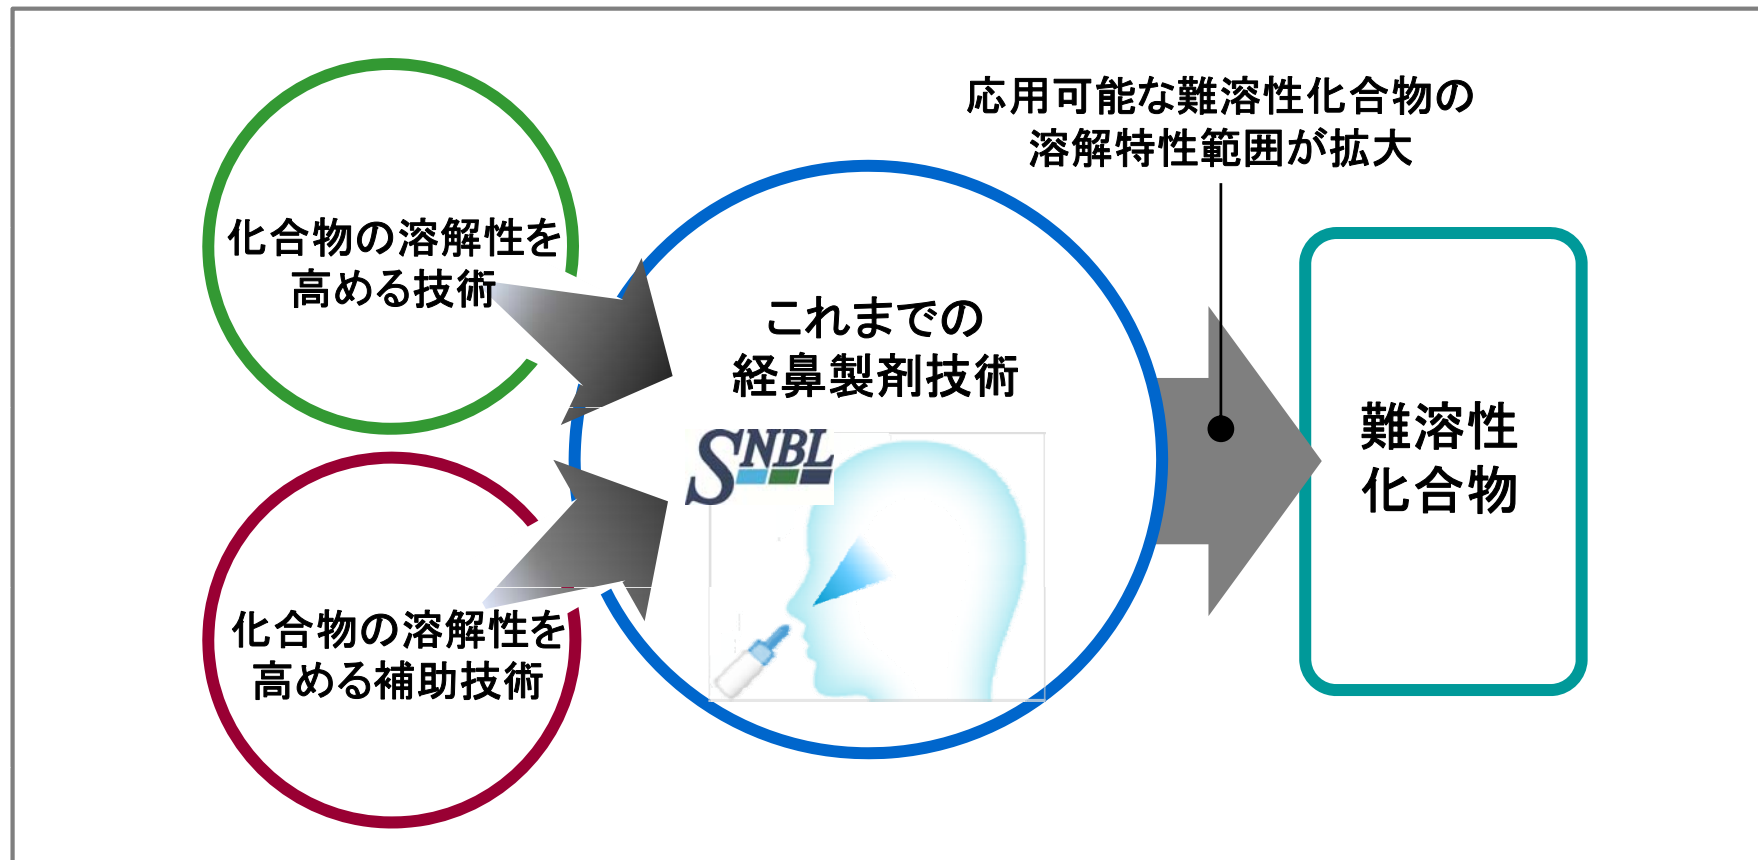 化合物の溶解性を
高める技術
化合物の溶解性を
高める補助技術
これまでの
経鼻製剤技術
SNBL
応用可能な難溶性化合物の
溶解特性範囲が拡大
難溶性
化合物